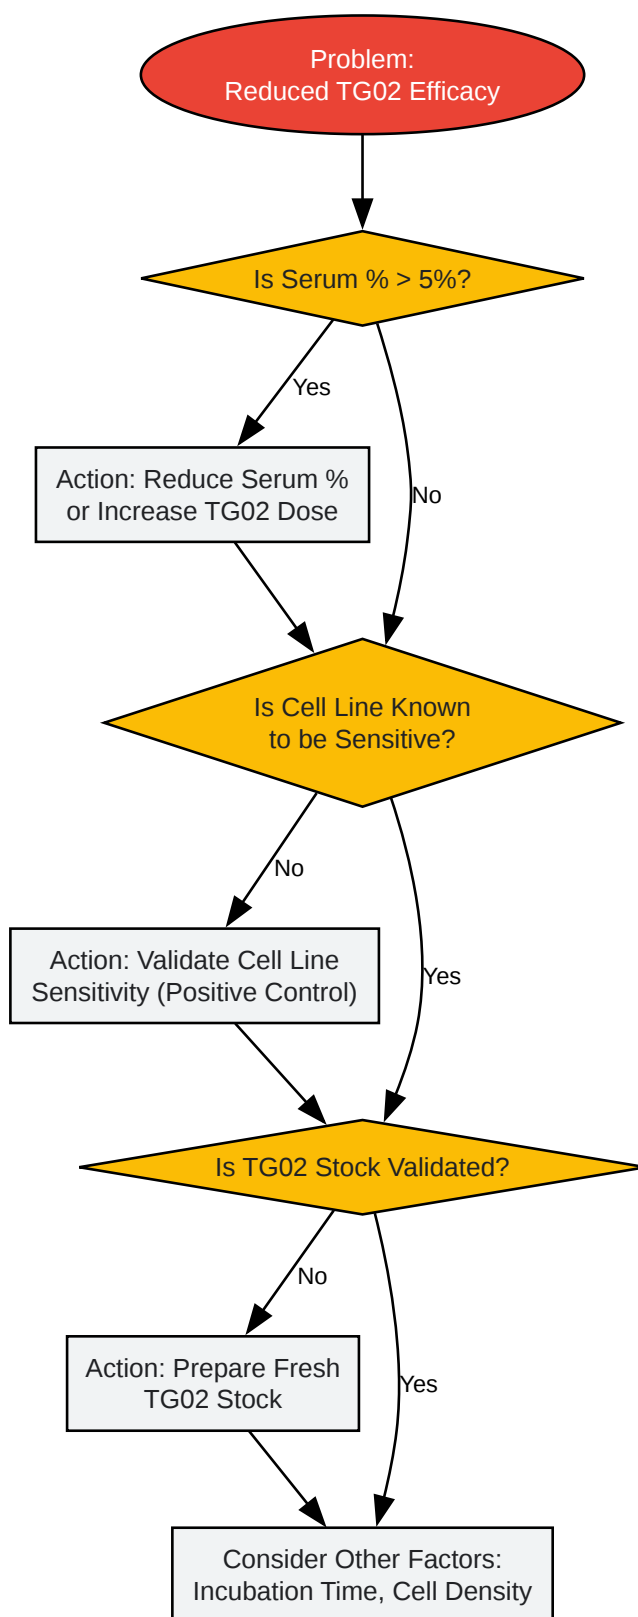 Problem:
Reduced TG02 Efficacy
Is Serum % > 5%?
Yes
Action: Reduce Serum %
or Increase TG02 Dose
No
Is Cell Line Known
to be Sensitive?
No
Action: Validate Cell Line
Sensitivity (Positive Control)
Yes
Is TG02 Stock Validated?
No
Action: Prepare Fresh
TG02 Stock
Yes
Consider Other Factors:
Incubation Time, Cell Density